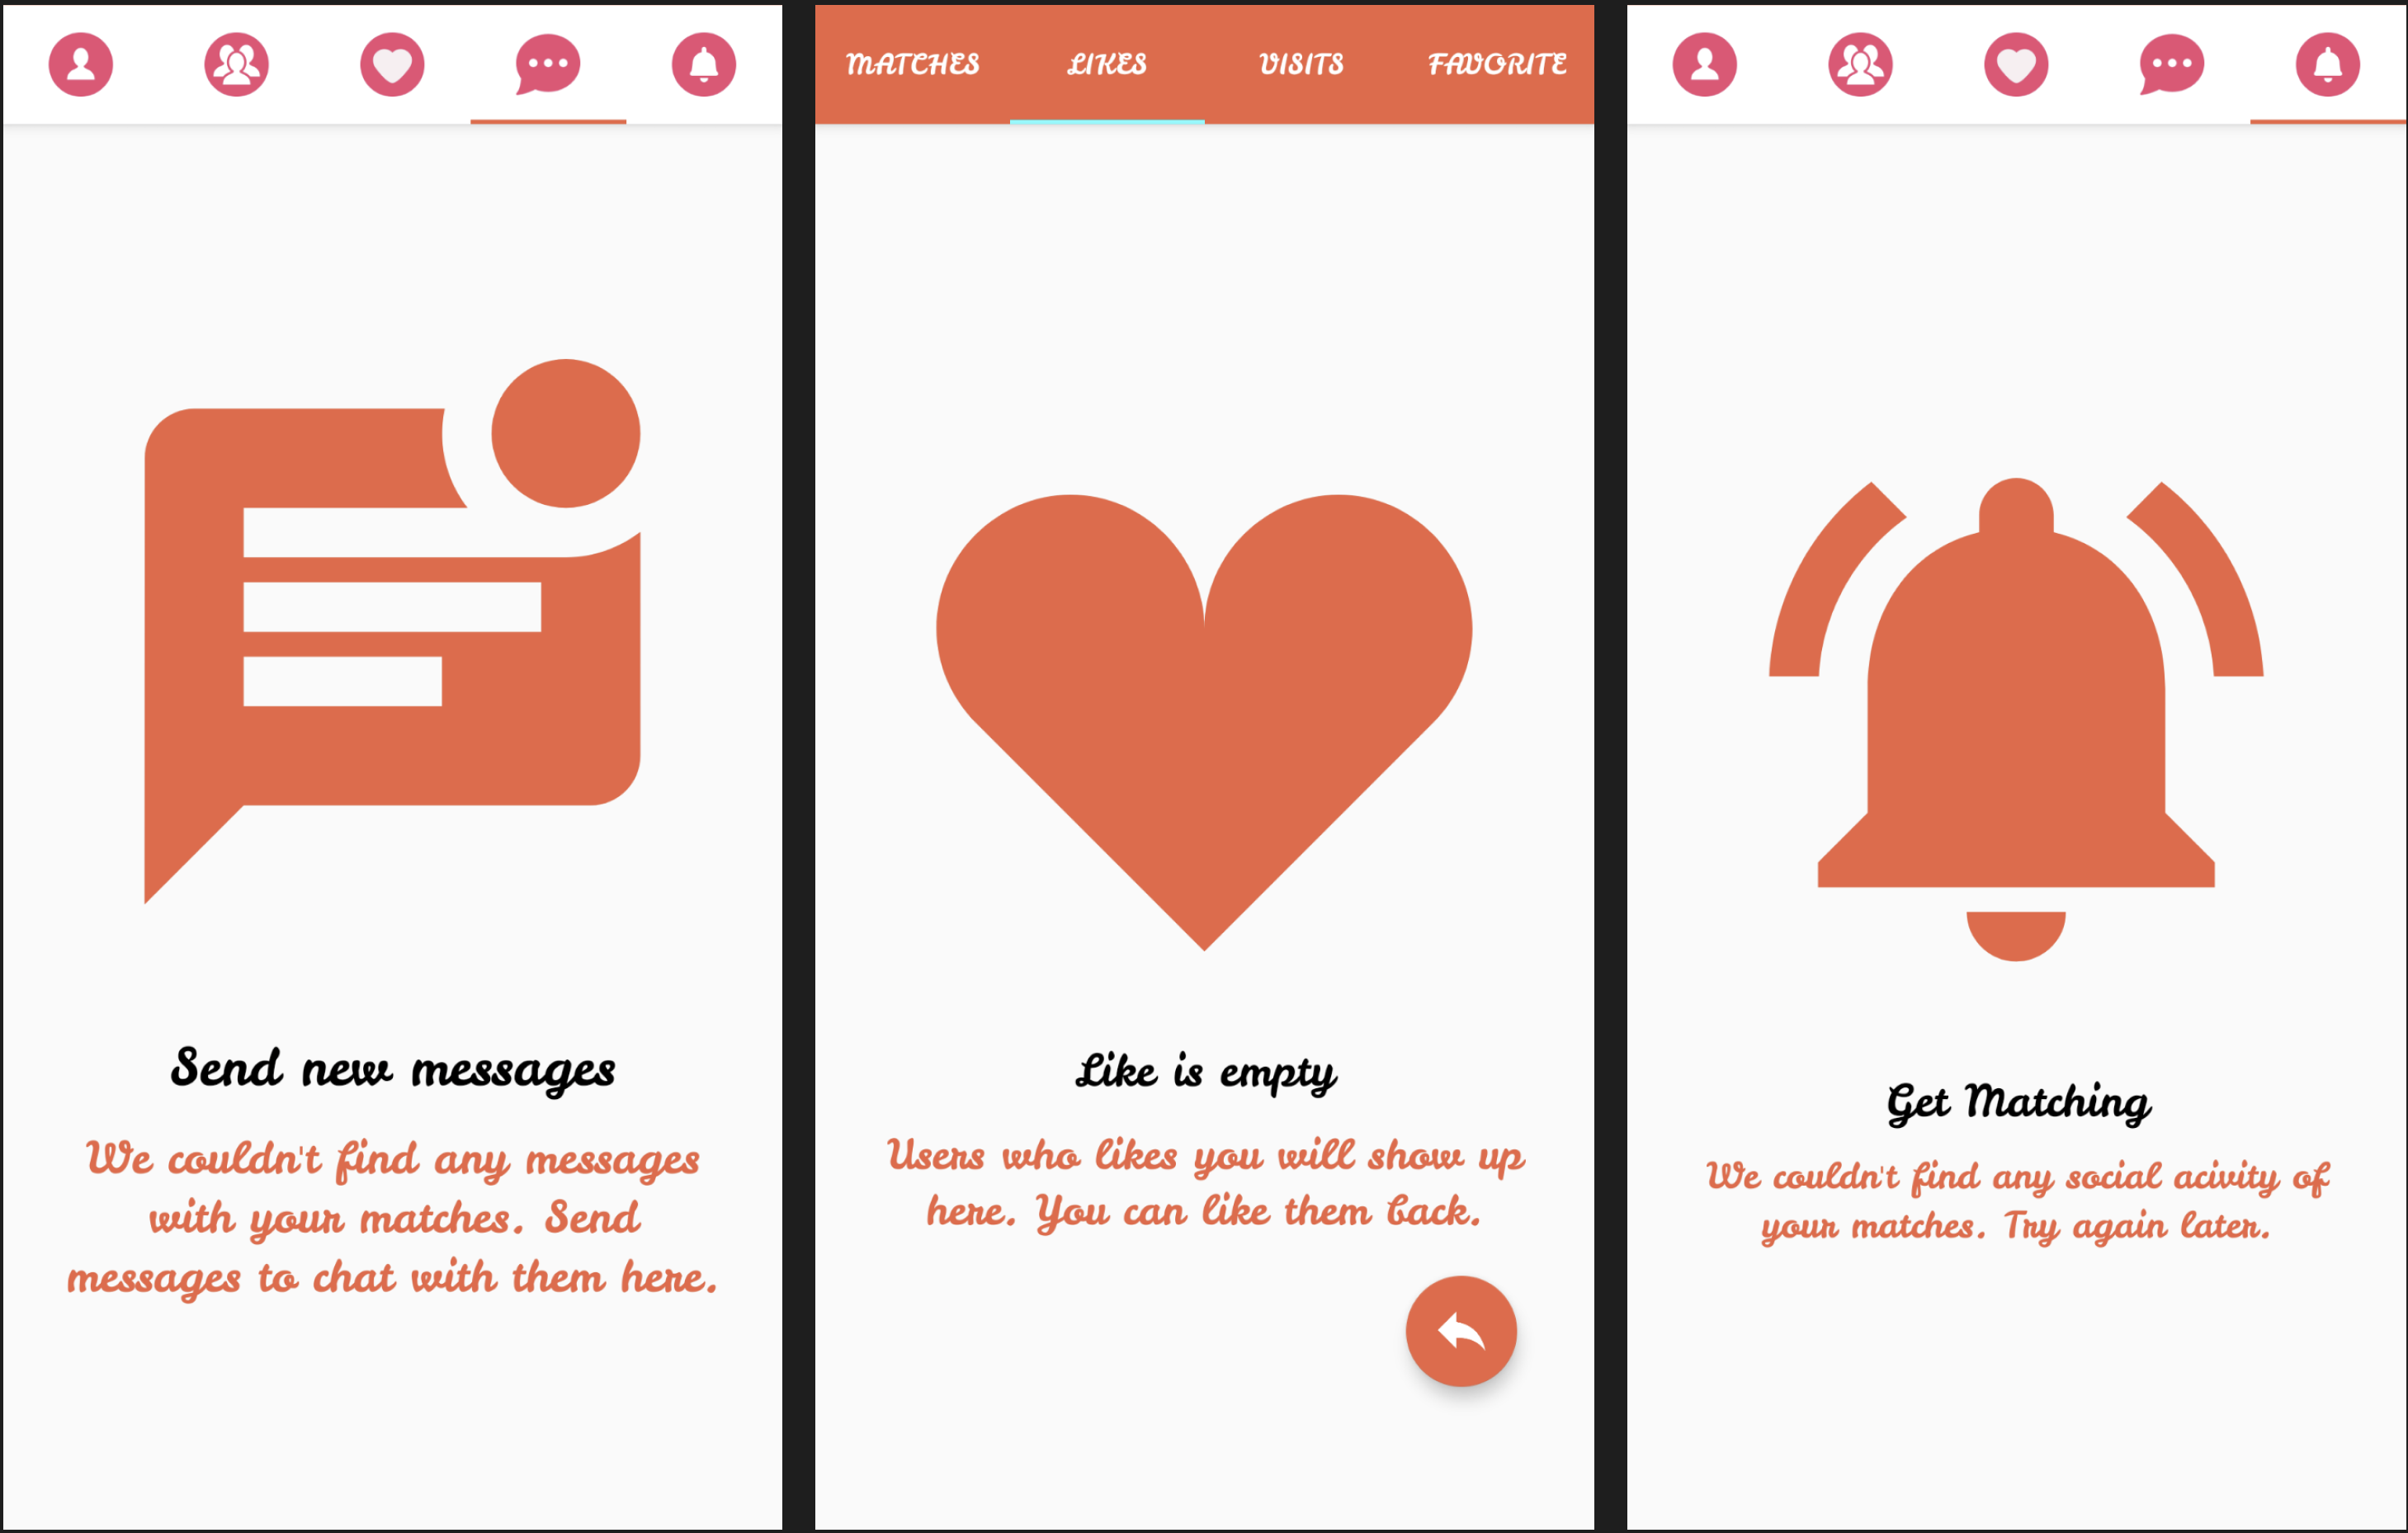 Send new messages
We couldn't find any messages
with your matches. Send
messages to chat with them here.
MATCHES LIKES VISITS FAVORITE
Like is empty
Users who likes you will show up
here. You can like them back.
Get Matching
We couldn't find any social acivity of
your matches. Try again later.